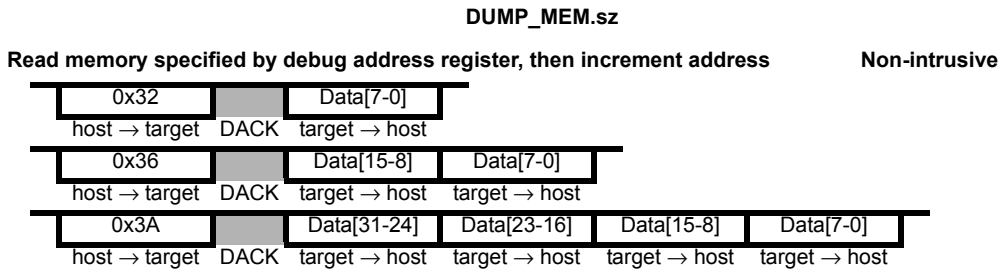 DUMP_MEM.sz
Read memory specified by debug address register, then increment address Non-intrusive
0x32 Data[7-0]
host → target DACK target → host
0x36 Data[15-8] Data[7-0]
host → target DACK target → host target → host
0x3A Data[31-24] Data[23-16] Data[15-8] Data[7-0]
host → target DACK target → host target → host target → host target → host